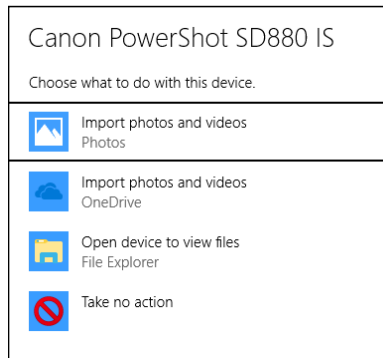 Canon PowerShot SD880 IS
Choose what to do with this device.
Import photos and videos
Photos
Import photos and videos
OneDrive
Open device to view files
File Explorer
Take no action